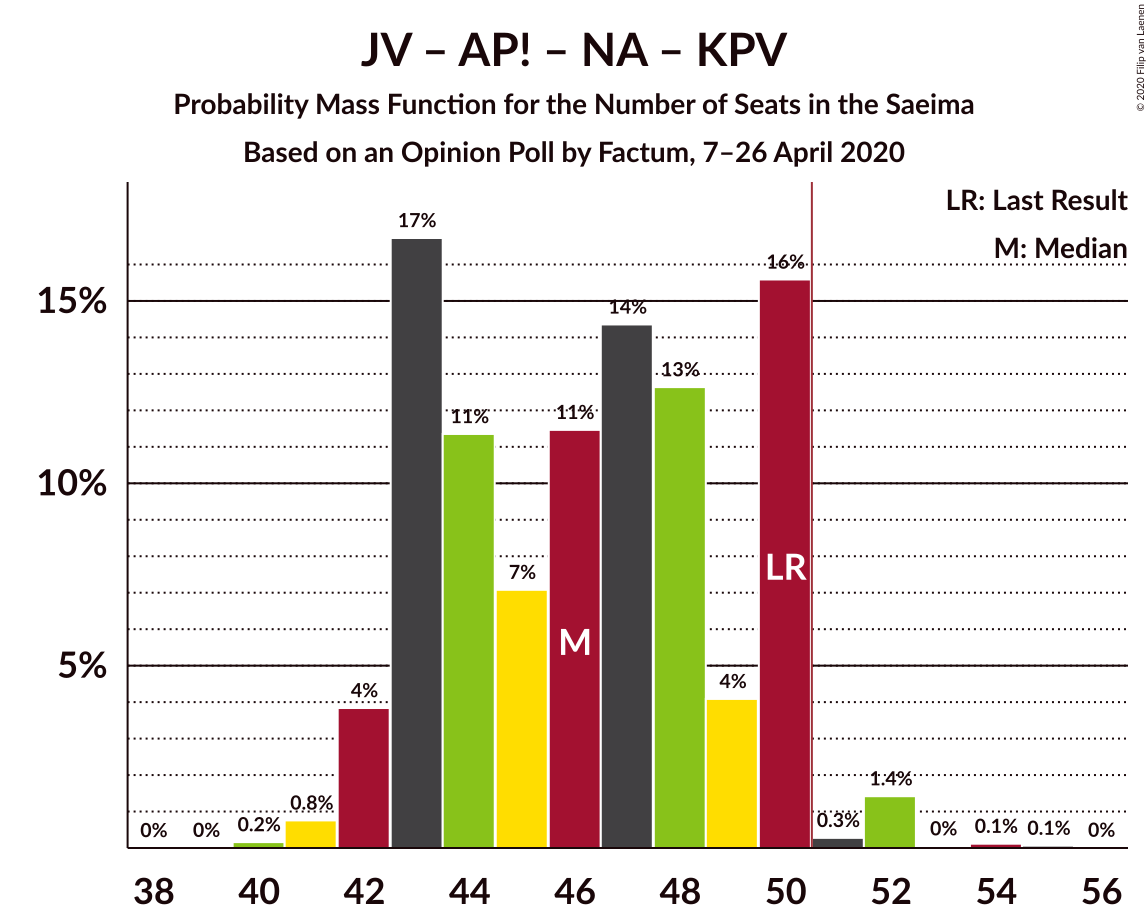 JV – AP! – NA – KPV
Probability Mass Function for the Number of Seats in the Saeima
Based on an Opinion Poll by Factum, 7–26 April 2020
© 2020 Filip van Laenen
LR: Last Result
M: Median
15%
10%
5%
0%
0%
0.2%
0.8%
4%
17%
11%
7%
11%
14%
13%
4%
16%
0.3%
1.4%
0%
0.1%
0.1%
0%
M
LR
38 40 42 44 46 48 50 52 54 56